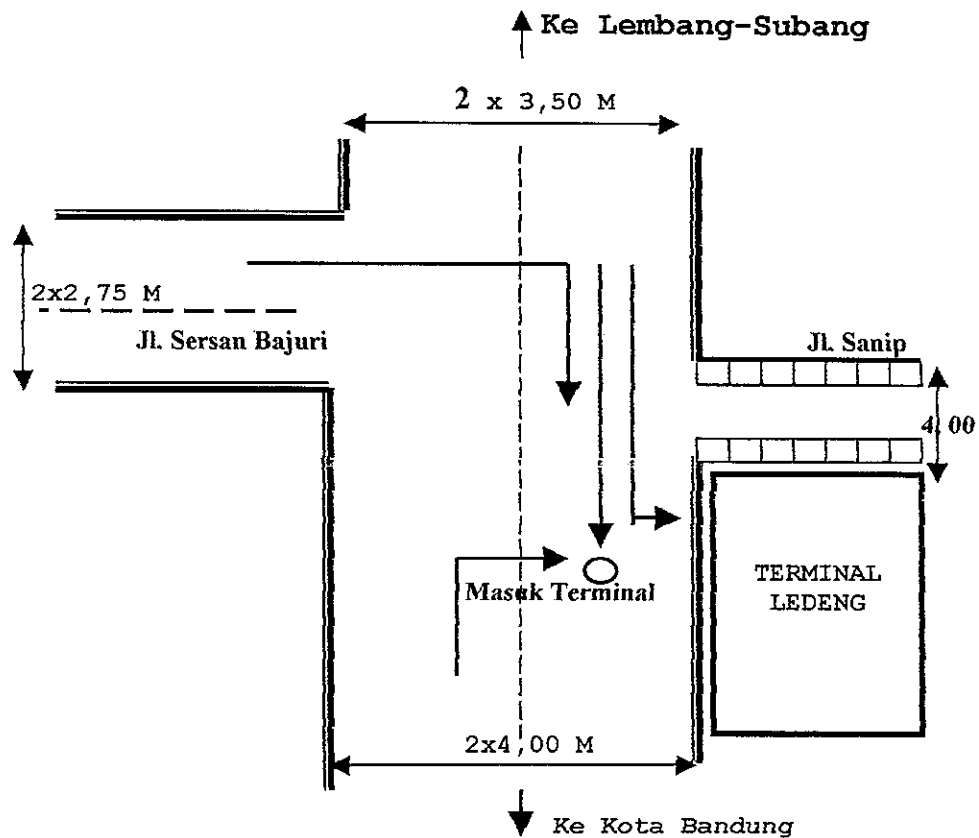 Ke Lembang-Subang
2 x 3,50 M
2x2,75 M
Jl. Sersan Bajuri
Jl. Sanip
4,00
Masuk Terminal
TERMINAL
LEDENG
2x4,00 M
Ke Kota Bandung